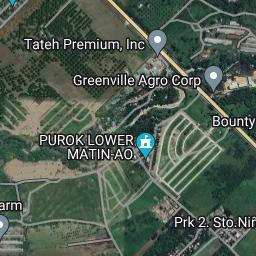 Tateh Premium, Inc
Greenville Agro Corp
Bounty
PUROK LOWER
MATIN-AO
Prk 2. Sto.Niñ
arm